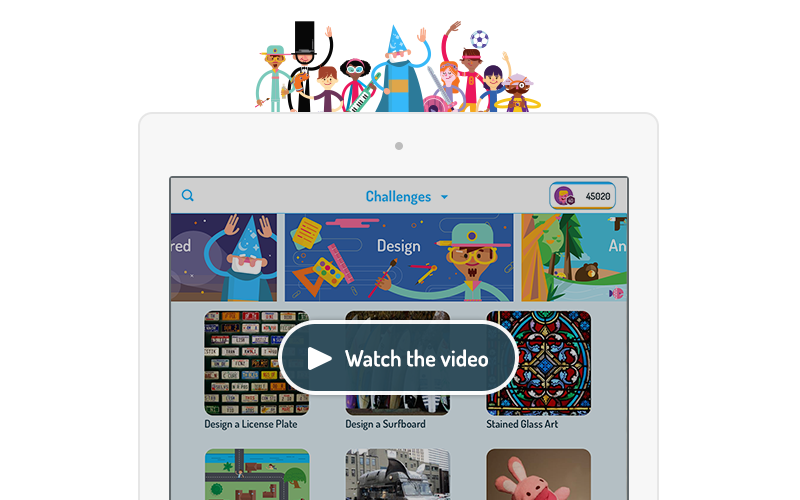 Challenges
45020
red
Design
An
Watch the video
Design a License Plate
Design a Surfboard
Stained Glass Art